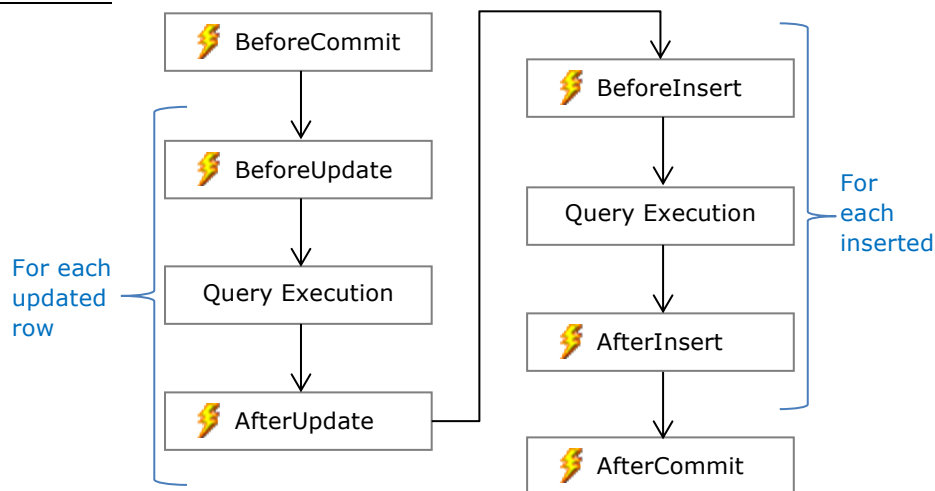 BeforeCommit
BeforeUpdate
Query Execution
AfterUpdate
For each
updated
row
BeforeInsert
Query Execution
AfterInsert
AfterCommit
For
each
inserted